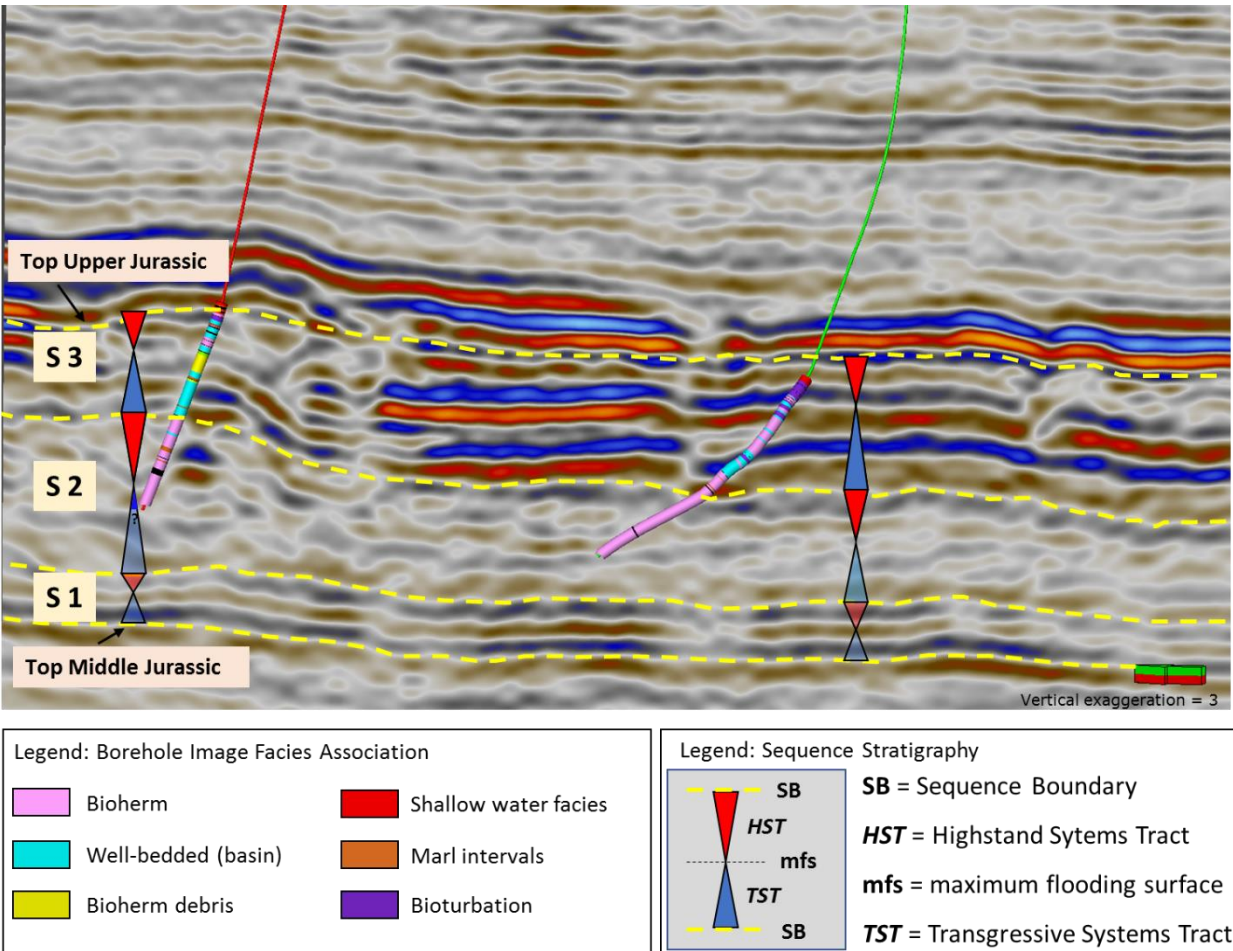 Top Upper Jurassic
S 3
S 2
?
S 1
Top Middle Jurassic
Vertical exaggeration = 3
Legend: Borehole Image Facies Association
Bioherm
Shallow water facies
Well-bedded (basin)
Marl intervals
Bioherm debris
Bioturbation
Legend: Sequence Stratigraphy
SB
HST
mfs
TST
SB
SB = Sequence Boundary
HST = Highstand Sytems Tract
mfs = maximum flooding surface
TST = Transgressive Systems Tract